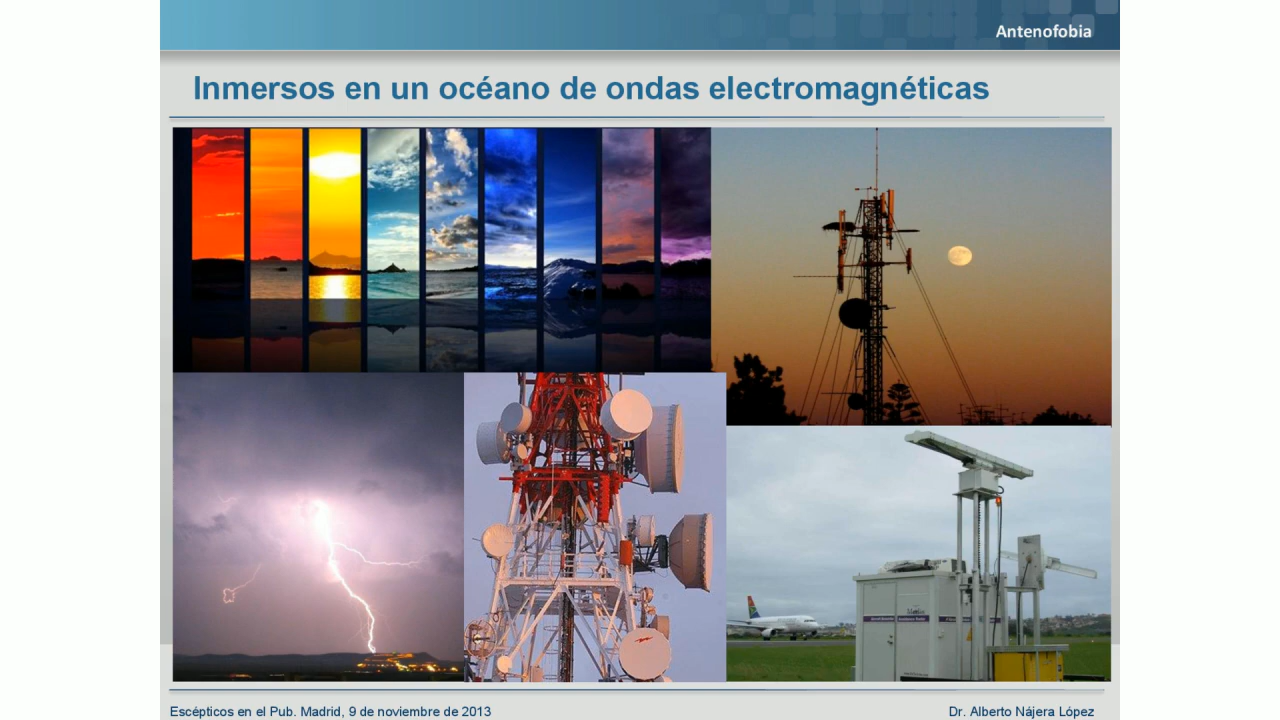 Antenofobia
Inmersos en un océano de ondas electromagnéticas
Escépticos en el Pub. Madrid, 9 de noviembre de 2013
Dr. Alberto Nájera López